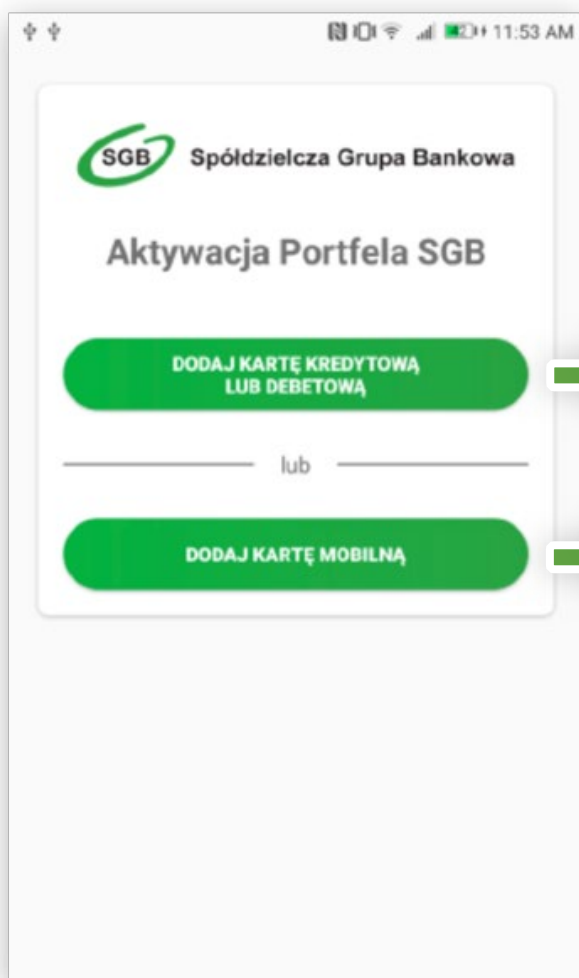 11:53 AM
SGB Spółdzielcza Grupa Bankowa
Aktywacja Portfela SGB
DODAJ KARTĘ KREDYTOWĄ
LUB DEBETOWĄ
lub
DODAJ KARTĘ MOBILNĄ